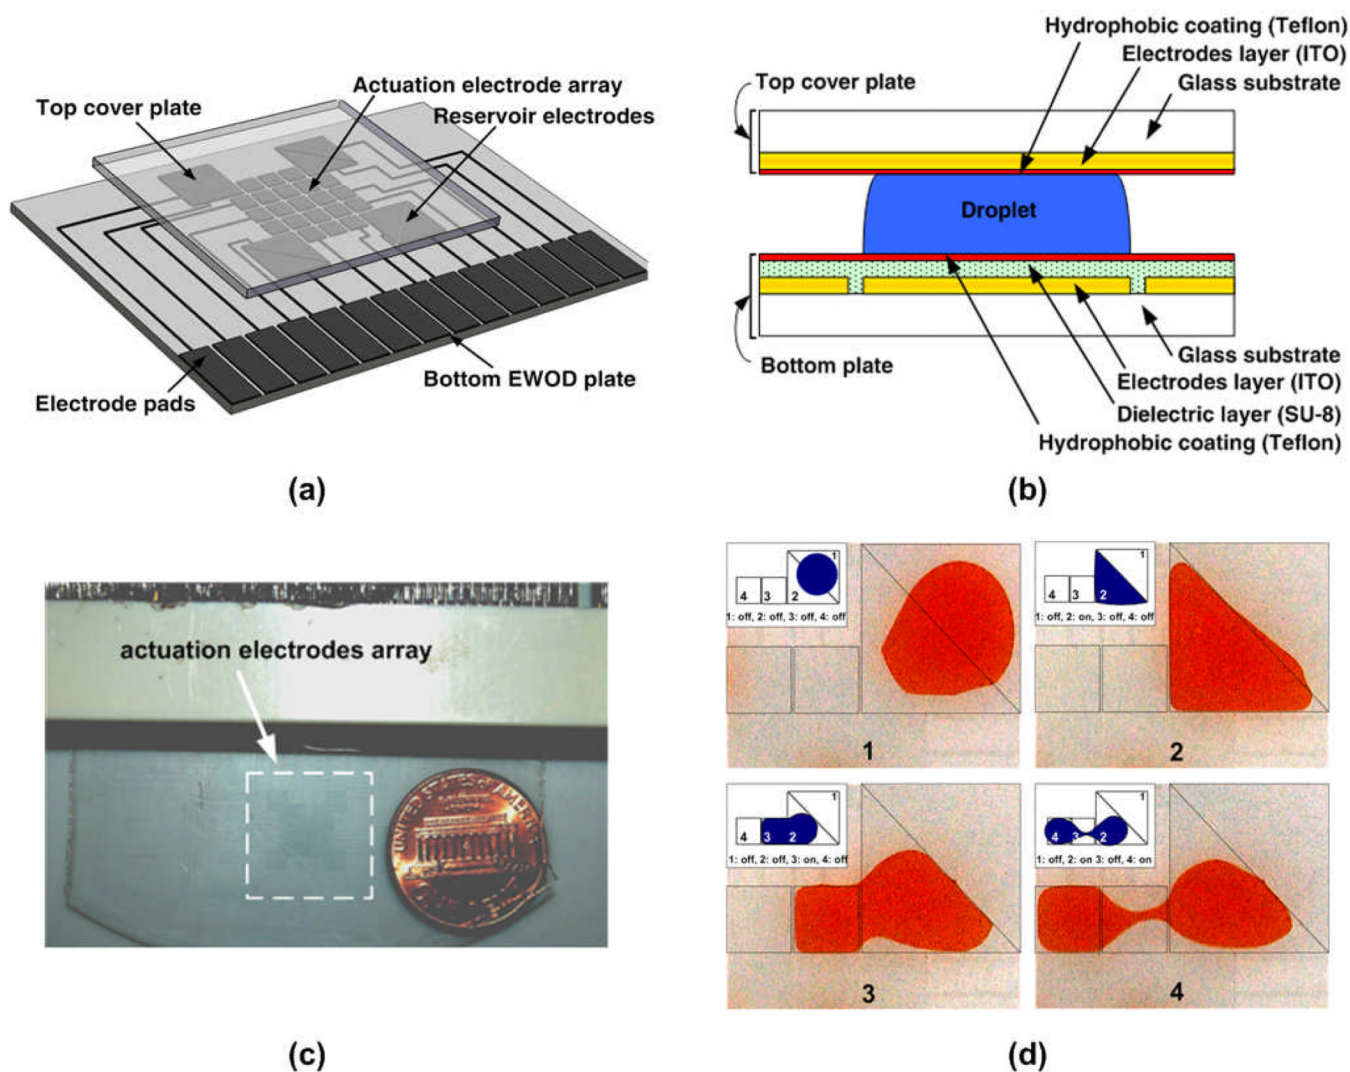 Top cover plate
Actuation electrode array
Reservoir electrodes
Electrode pads
Bottom EWOD plate
(a)
Hydrophobic coating (Teflon)
Electrodes layer (ITO)
Glass substrate
Top cover plate
Droplet
Bottom plate
Glass substrate
Electrodes layer (ITO)
Dielectric layer (SU-8)
Hydrophobic coating (Teflon)
(b)
actuation electrodes array
UNITED STATES OF AMERICA
(c)
1
4 3 2
1: off, 2: off, 3: off, 4: off
1
1
4 3 2
1: off, 2: on, 3: off, 4: off
2
1
4 3 2
1: off, 2: off, 3: on, 4: off
3
1
4 3 2
1: off, 2: on 3: off, 4: on
4
(d)